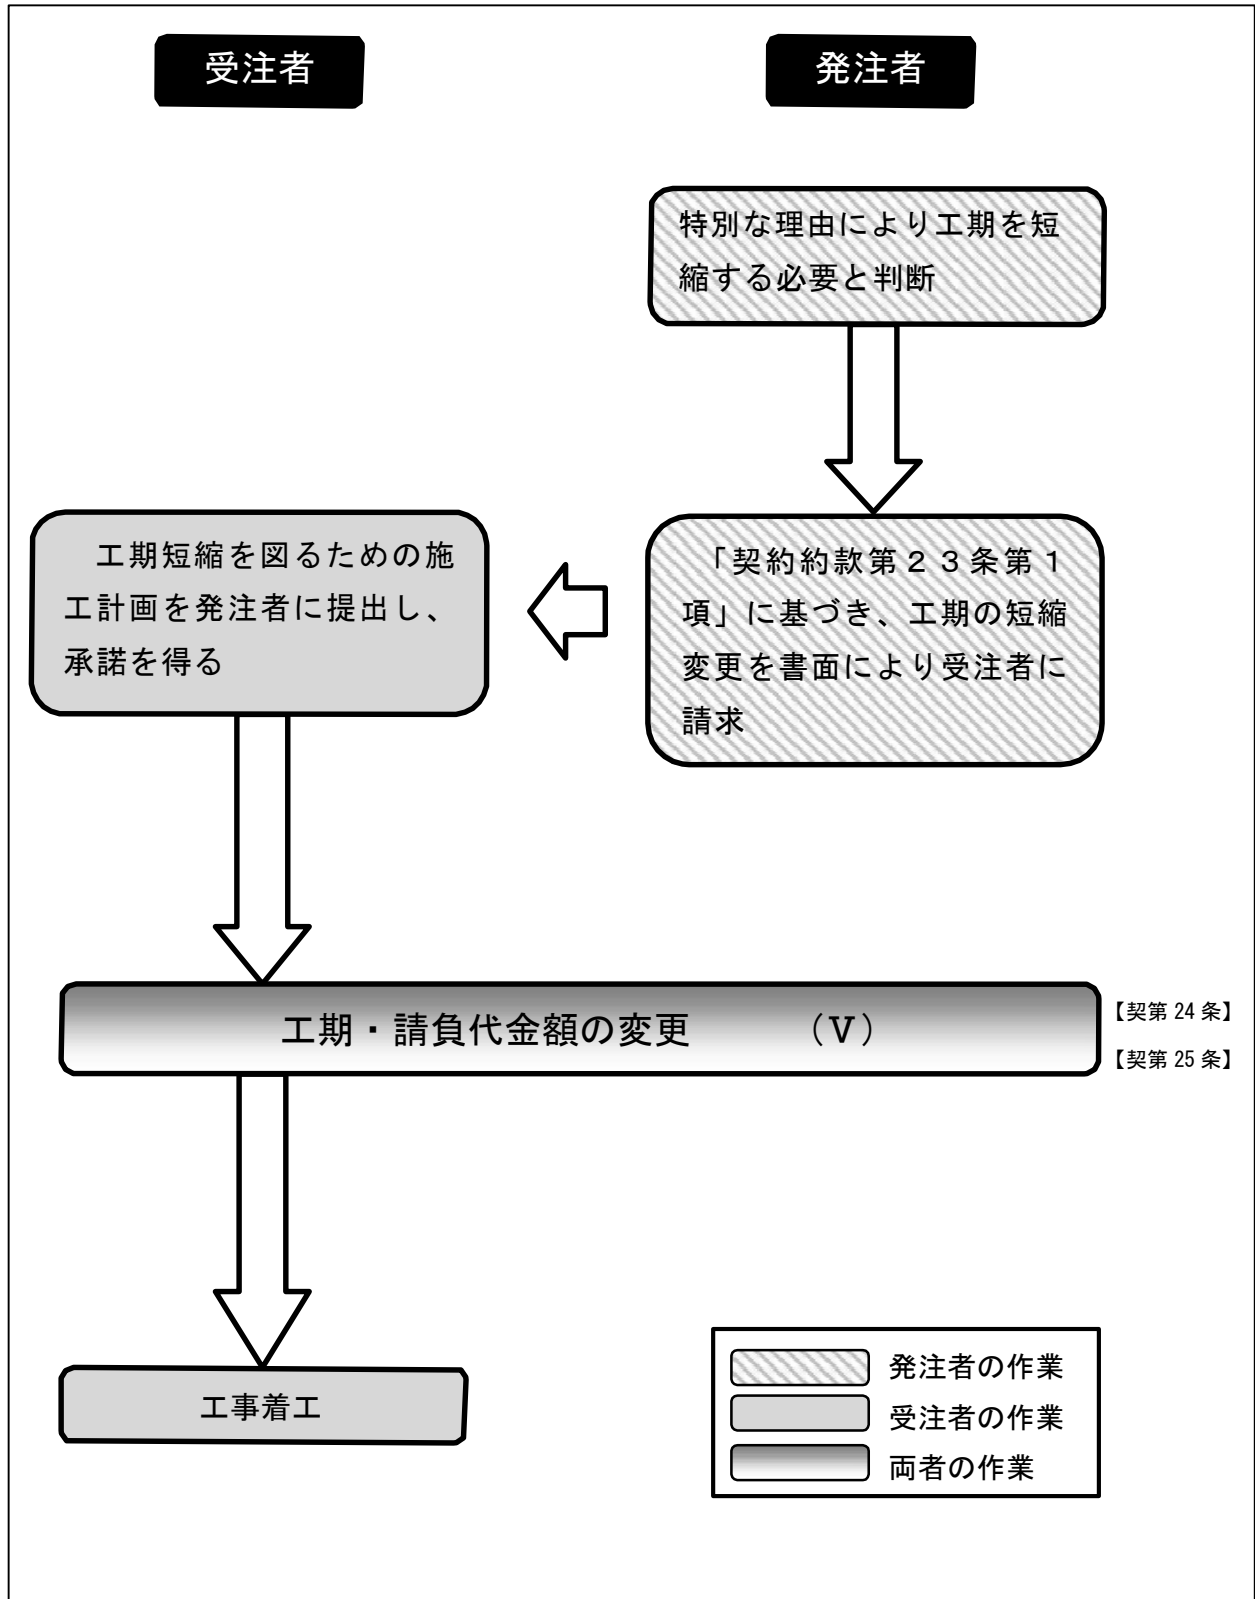 受注者
発注者
特別な理由により工期を短
縮する必要と判断
「契約約款第２３条第１
項」に基づき、工期の短縮
変更を書面により受注者に
請求
工期短縮を図るための施
工計画を発注者に提出し、
承諾を得る
工期・請負代金額の変更　　　（Ⅴ）
【契第 24 条】
【契第 25 条】
工事着工
発注者の作業
受注者の作業
両者の作業